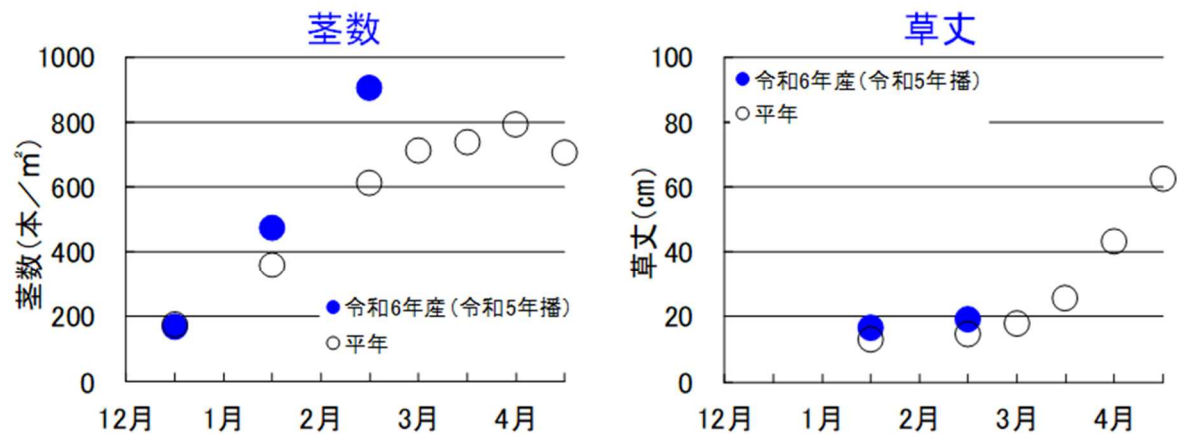 茎数
1000
800
600
400
200
0
茎数(本/㎡)
●令和6年産(令和5年播)
○平年
12月 1月 2月 3月 4月
草丈
100
80
60
40
20
0
草丈(cm)
●令和6年産(令和5年播)
○平年
12月 1月 2月 3月 4月